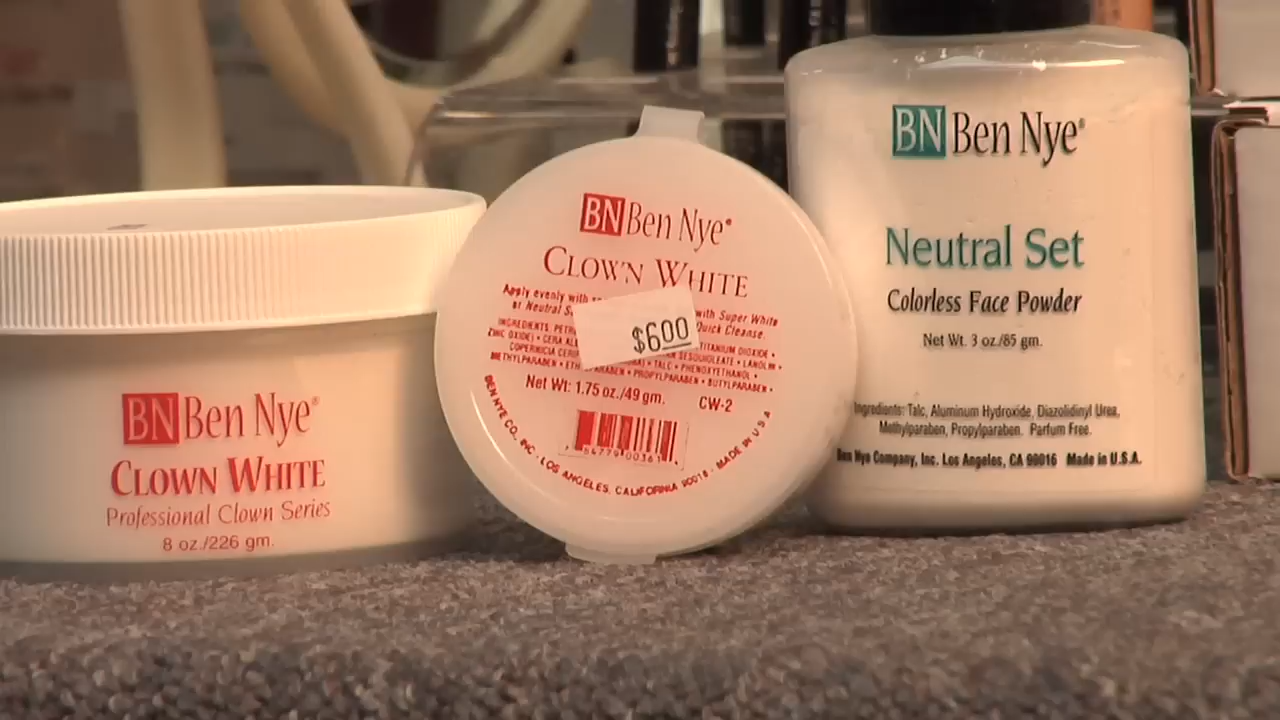 BN Ben Nye®
CLOWN WHITE
Professional Clown Series
8 oz./226 gm.
BN Ben Nye®
CLOWN WHITE
Apply evenly with
with Super White
or Neutral
Quick Cleanse.
$6.00
INGREDIENTS:
TITANIUM DIOXIDE •
ZINC OXIDE) • CERA
SESQUIOLEATE • LANOLIN •
COPERNICIA
• TALC • PHENOXYETHANOL •
METHYLPARABEN •
• PROPYLPARABEN • BUTYLPARABEN •
Net Wt: 1.75 oz./49 gm.
CW-2
BEN NYE CO., INC. • LOS ANGELES, CALIFORNIA 90016 • MADE IN U.S.A
BN Ben Nye®
Neutral Set
Colorless Face Powder
Net Wt. 3 oz./85 gm.
Ingredients: Talc, Aluminum Hydroxide, Diazolidinyl Urea,
Methylparaben, Propylparaben. Parfum Free.
Ben Nye Company, Inc. Los Angeles, CA 90016 Made in U.S.A.